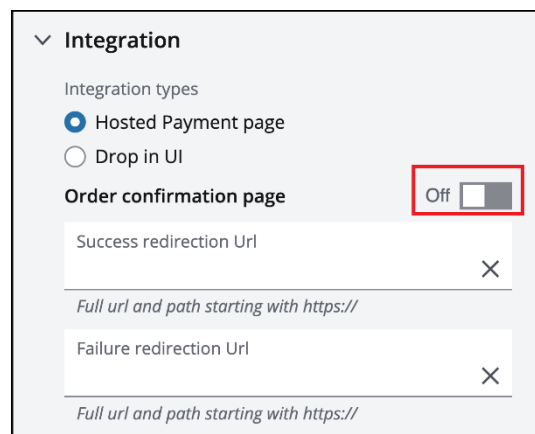 Integration
Integration types
Hosted Payment page
Drop in UI
Order confirmation page Off
Success redirection Url
Full url and path starting with https://
Failure redirection Url
Full url and path starting with https://